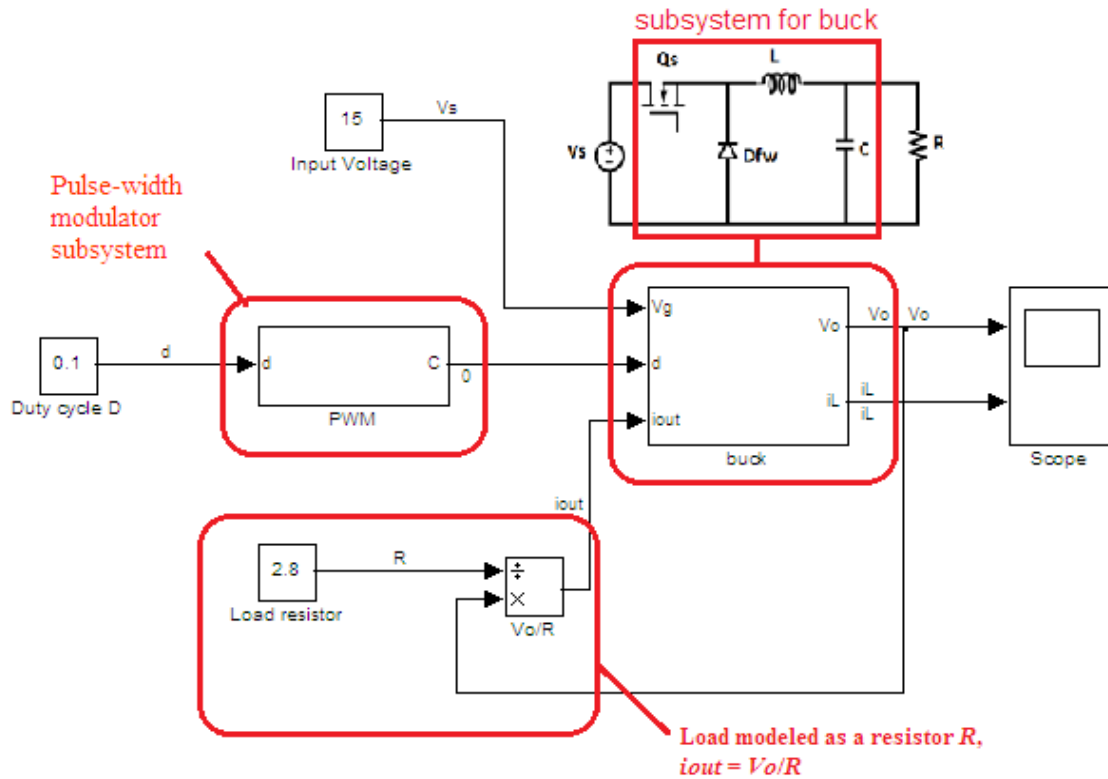 subsystem for buck
Qs
L
Vs
Dfw
C
R
15
Vs
Input Voltage
Pulse-width
modulator
subsystem
0.1
d
Duty cycle D
d
C
0
PWM
Vg
d
iout
Vo
iL
buck
Vo
Vo
iL
iL
Scope
iout
2.8
R
Load resistor
÷
×
Vo/R
Load modeled as a resistor R,
iout = Vo/R